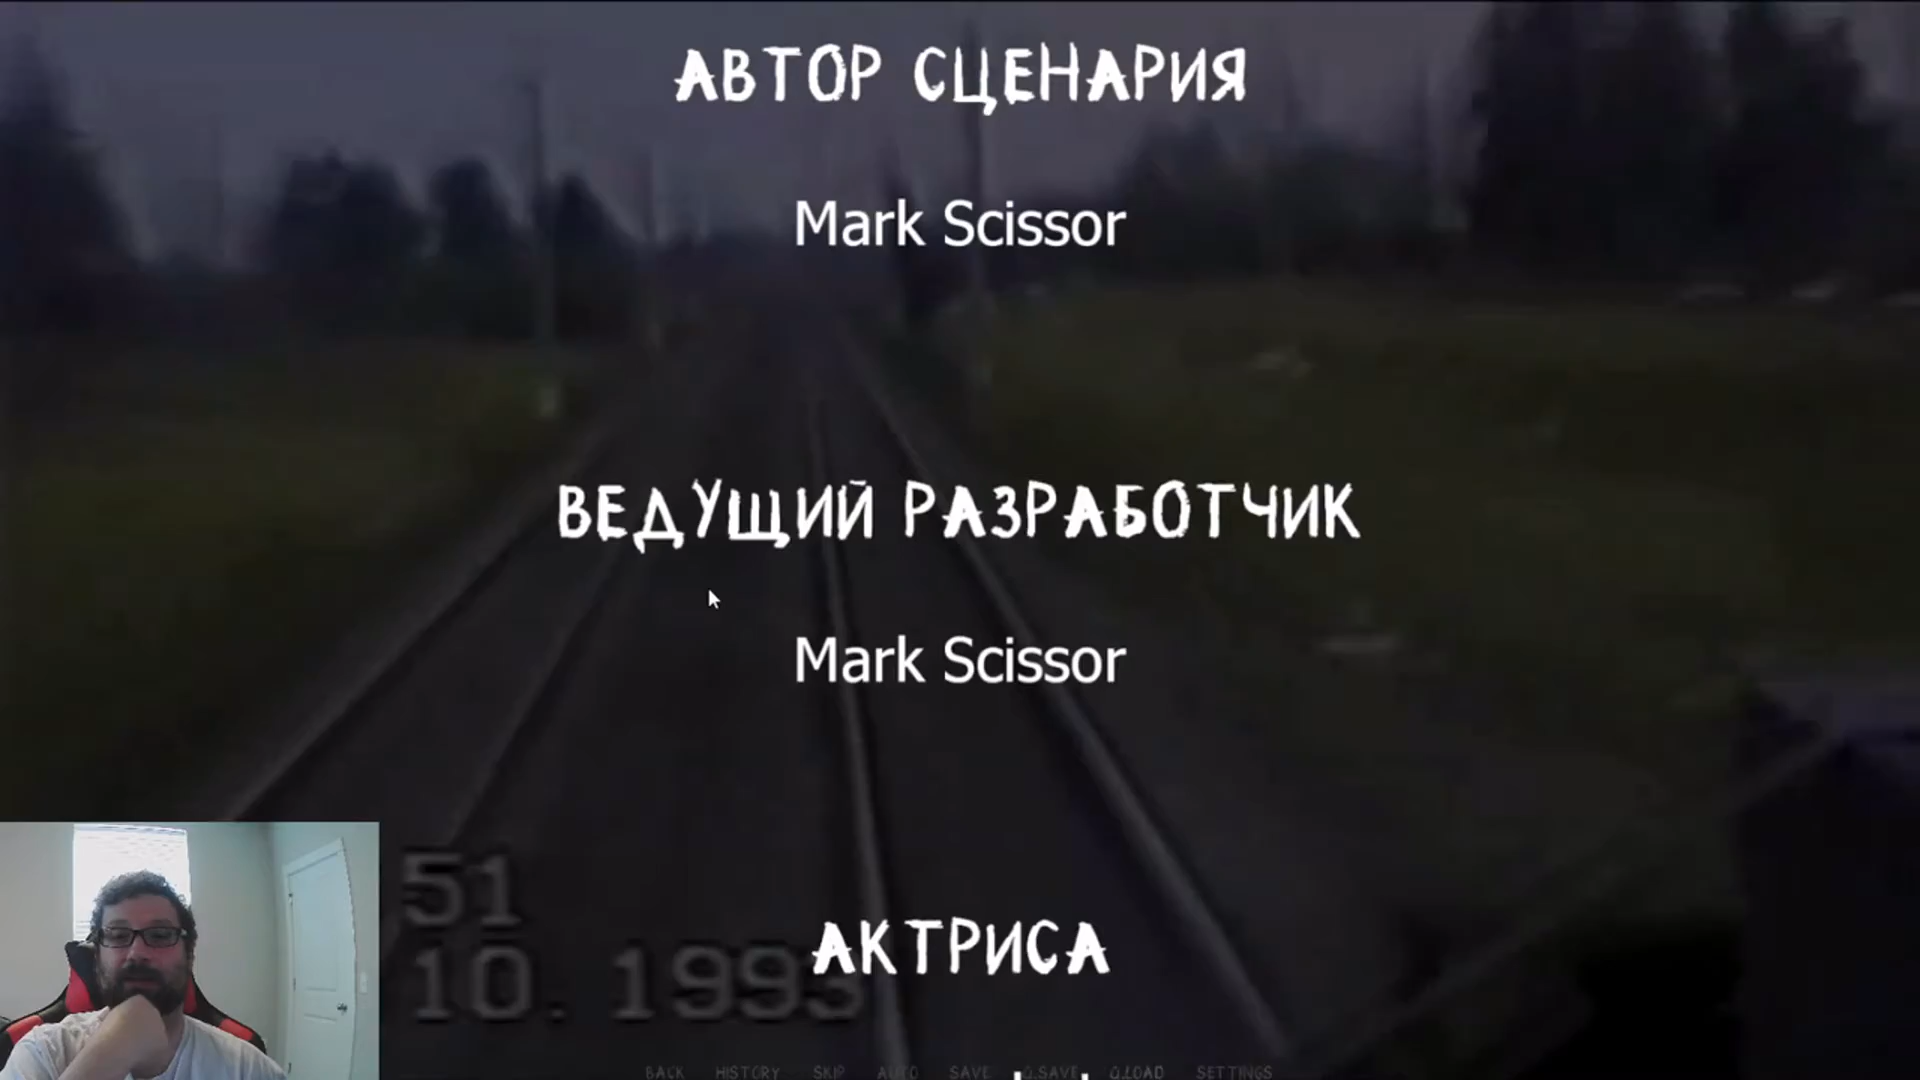 АВТОР СЦЕНАРИЯ
Mark Scissor
ВЕДУЩИЙ РАЗРАБОТЧИК
Mark Scissor
51
10. 1993
АКТРИСА
BACK HISTORY SKIP AUTO SAVE Q.SAVE Q.LOAD SETTINGS